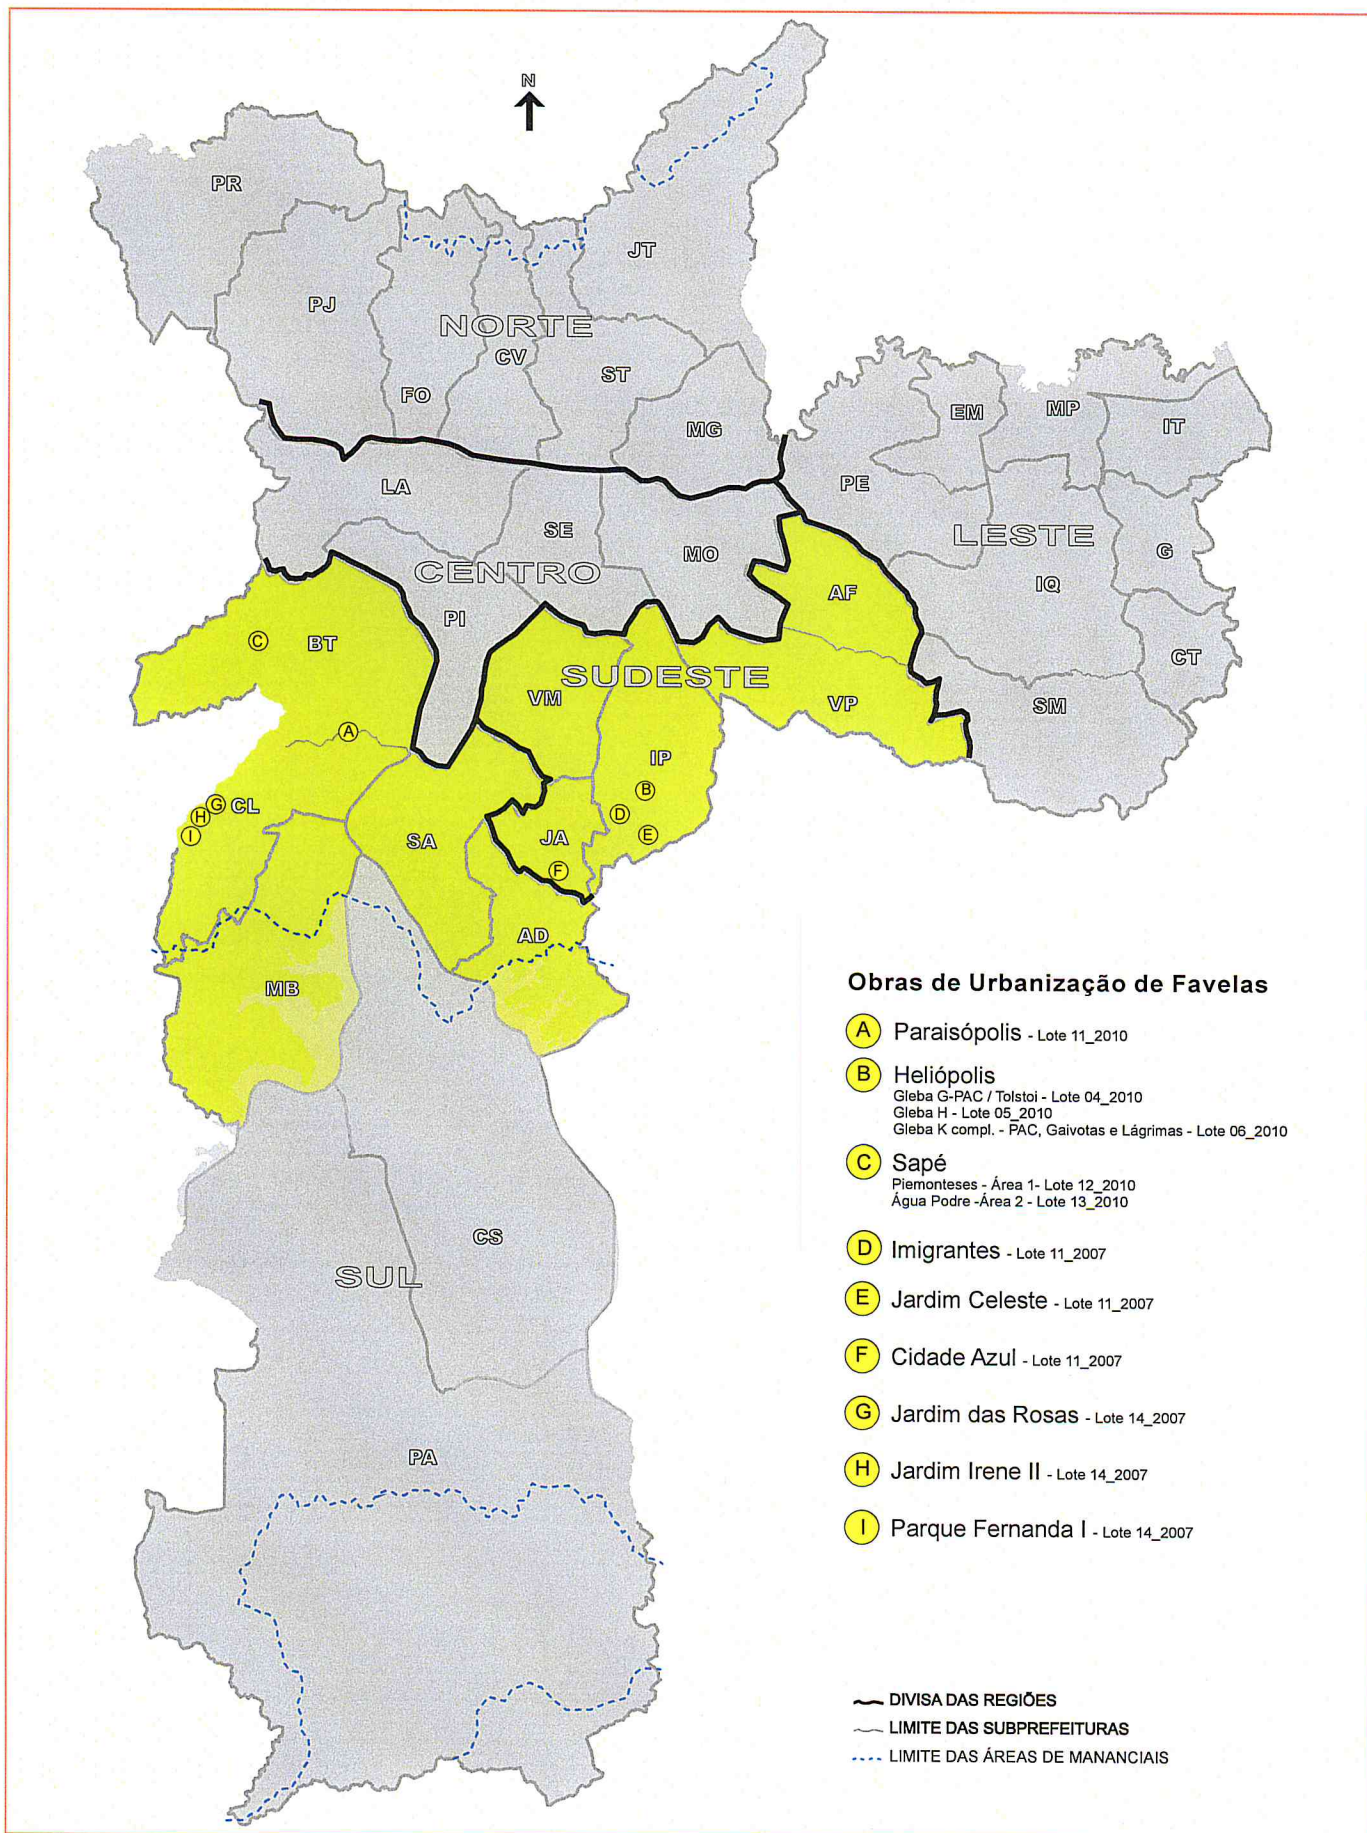 N
PR
JT
PJ
NORTE
CV
ST
FO
MG
EM
MP
IT
LA
PE
SE
MO
LESTE
G
CENTRO
IQ
AF
PI
C
BT
SUDESTE
CT
VM
VP
SM
A
IP
B
G
CL
H
D
I
SA
JA
E
F
AD
MB
CS
SUL
PA
Obras de Urbanização de Favelas
A Paraisópolis - Lote 11_2010
B Heliópolis
Gleba G-PAC / Tolstoi - Lote 04_2010
Gleba H - Lote 05_2010
Gleba K compl. - PAC, Gaivotas e Lágrimas - Lote 06_2010
C Sapé
Piemonteses - Área 1- Lote 12_2010
Água Podre -Área 2 - Lote 13_2010
D Imigrantes - Lote 11_2007
E Jardim Celeste - Lote 11_2007
F Cidade Azul - Lote 11_2007
G Jardim das Rosas - Lote 14_2007
H Jardim Irene II - Lote 14_2007
I Parque Fernanda I - Lote 14_2007
DIVISA DAS REGIÕES
LIMITE DAS SUBPREFEITURAS
LIMITE DAS ÁREAS DE MANANCIAIS